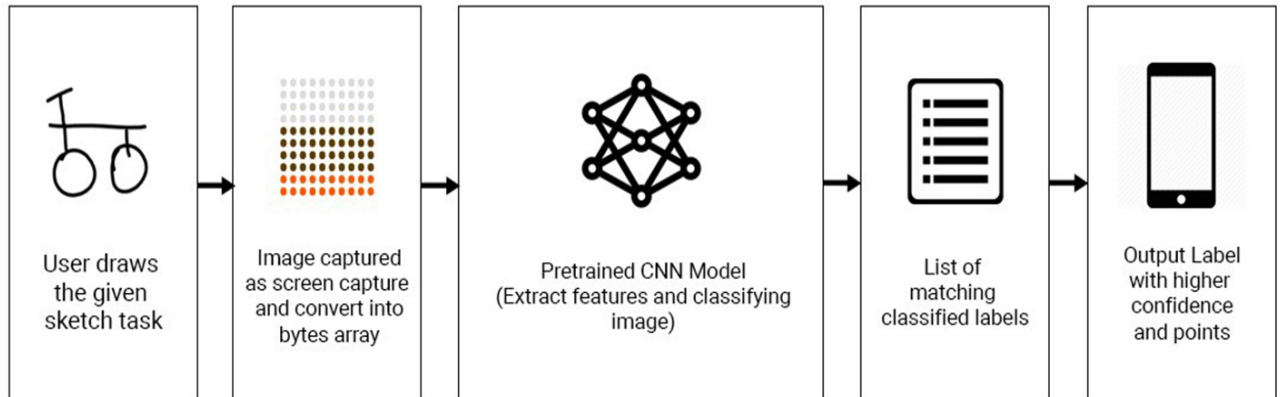 User draws
the given
sketch task
Image captured
as screen capture
and convert into
bytes array
Pretrained CNN Model
(Extract features and classifying
image)
List of
matching
classified labels
Output Label
with higher
confidence
and points